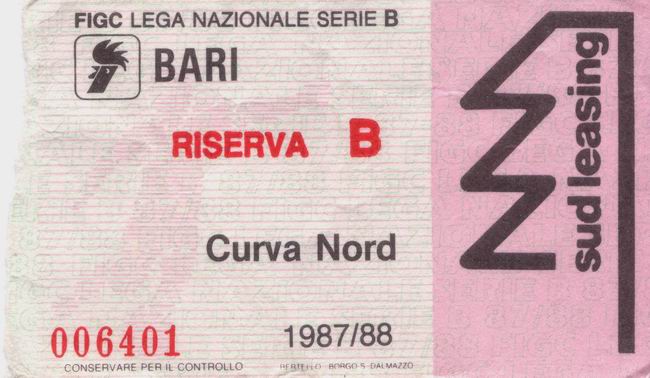 FIGC LEGA NAZIONALE SERIE B
BARI
RISERVA B
Curva Nord
006401
1987/88
CONSERVARE PER IL CONTROLLO
BERTELLO - BORGO S. DALMAZZO
sud leasing